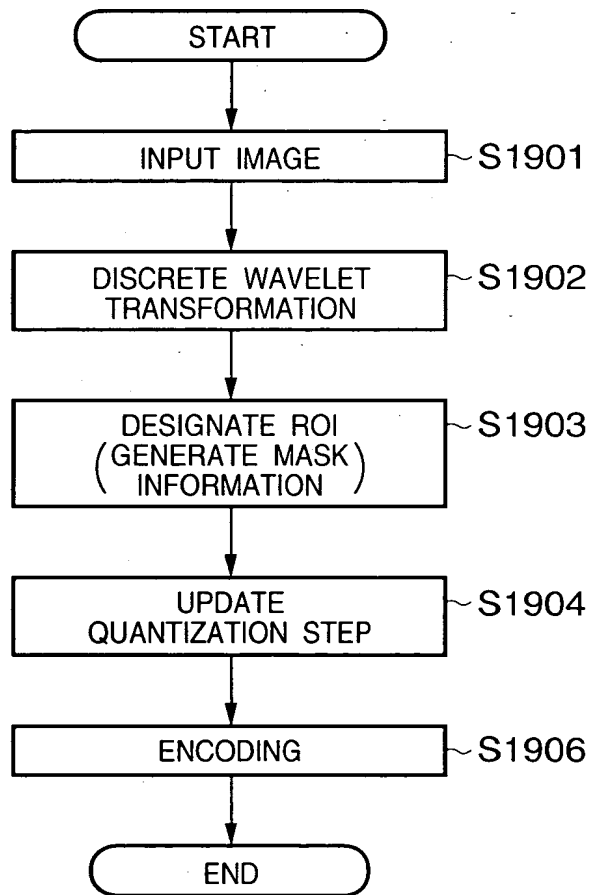 START
INPUT IMAGE
~S1901
DISCRETE WAVELET
TRANSFORMATION
~S1902
DESIGNATE ROI
(GENERATE MASK
INFORMATION)
~S1903
UPDATE
QUANTIZATION STEP
~S1904
ENCODING
~S1906
END